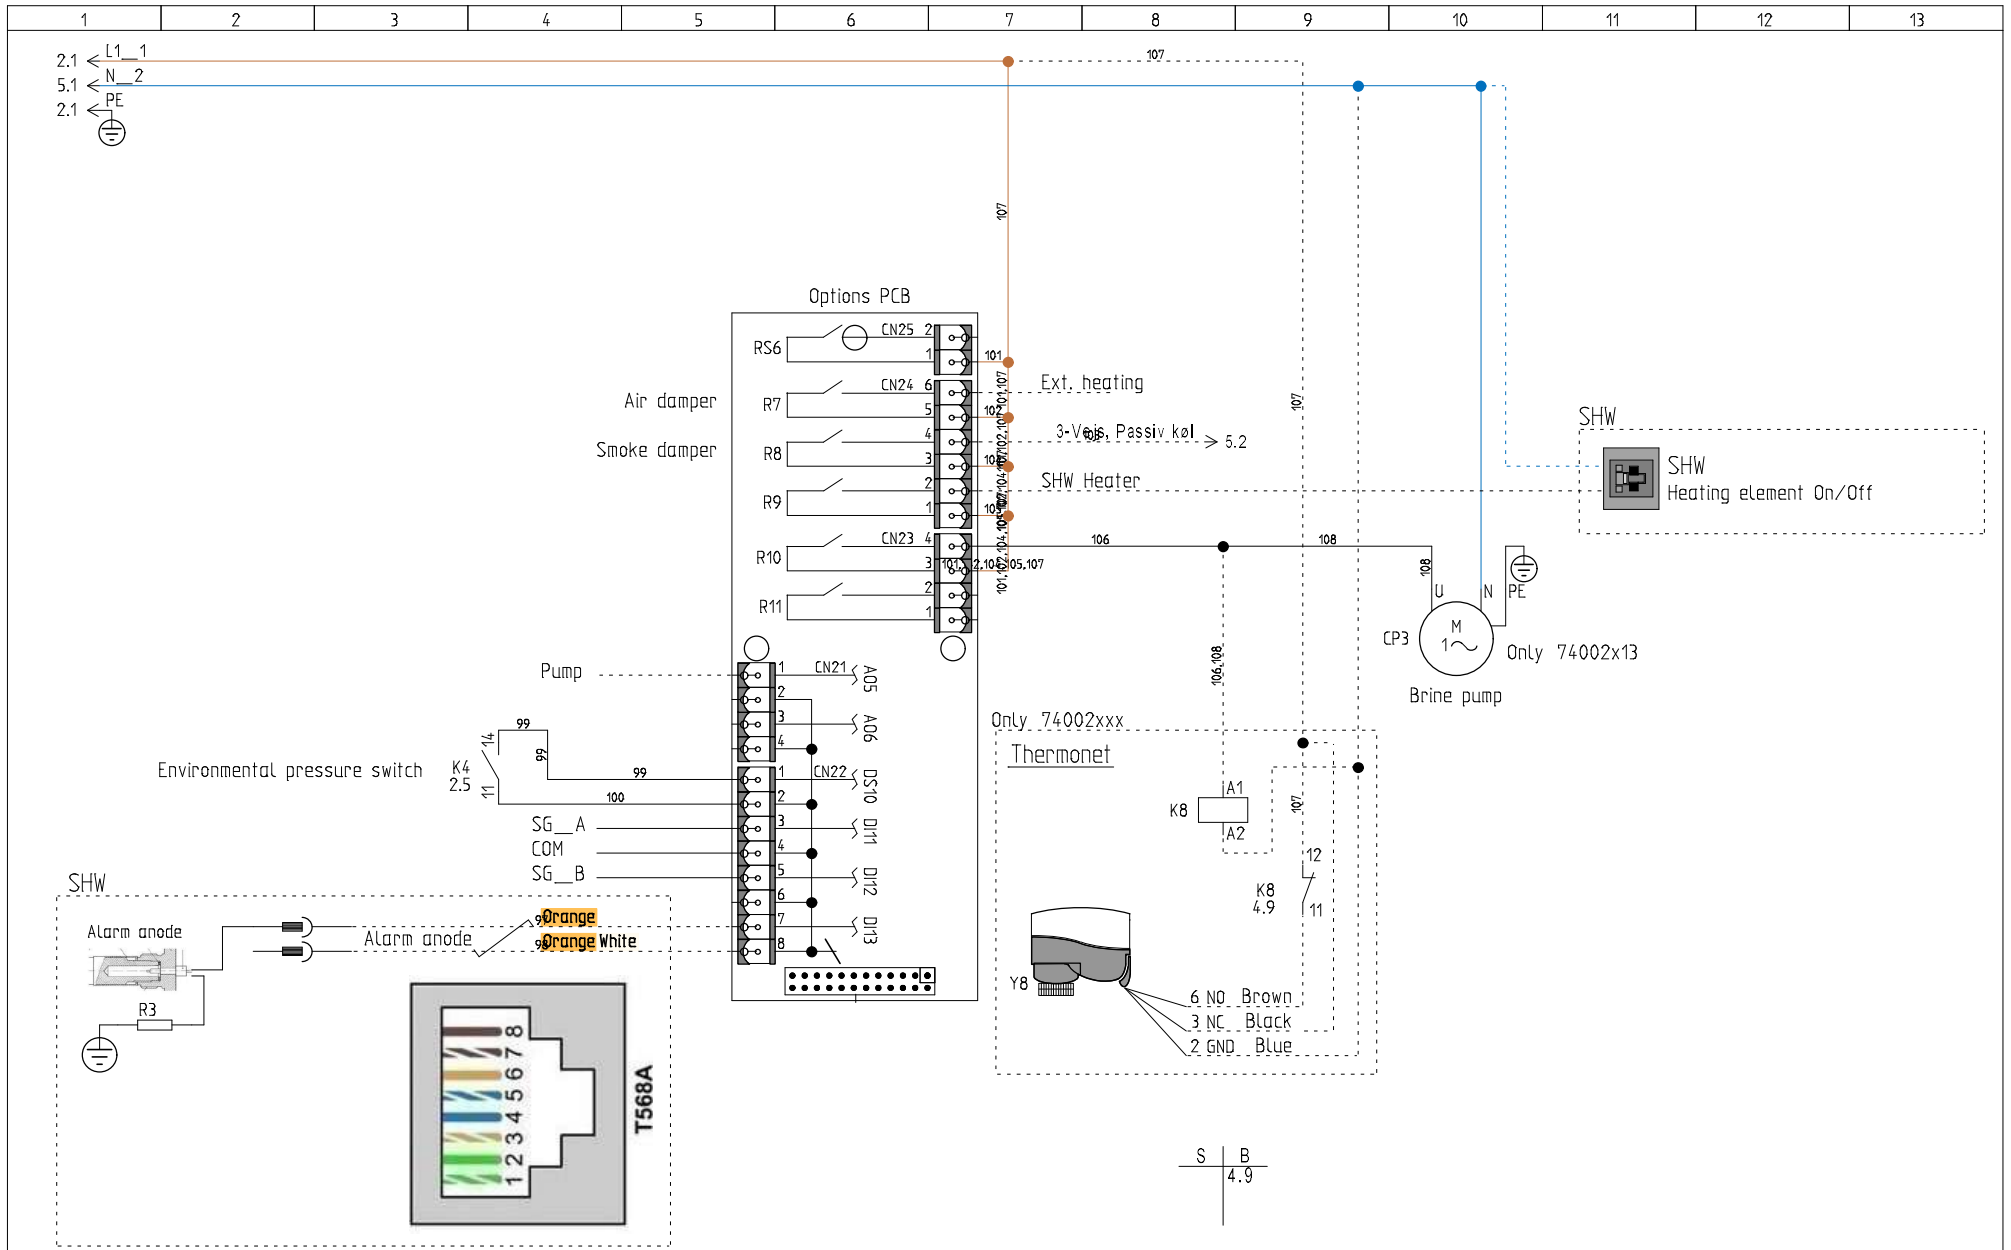 1 2 3 4 5 6 7 8 9 10 11 12 13
2.1 L1__1
5.1 N__2
2.1 PE
107
107
Options PCB
RS6 CN25 2
1 101
Air damper R7 CN24 6 Ext. heating
5 102
Smoke damper R8 4 3-Vejs, Passiv køl 5.2
3 104
R9 2 SHW Heater
1 105
R10 CN23 4 106 108
3 101,102,104,105,107
R11 2
1
107
SHW
SHW
Heating element On/Off
108
U N PE
CP3 M
1
Only 74002x13
Brine pump
106,108
Pump 1 CN21 AO5
2
3 AO6
4
Environmental pressure switch K4
2.5
14
11
99
99
99
100
1 CN22 DS10
2
SG__A 3 DI11
COM 4
SG__B 5 DI12
6
7 DI13
8
SHW
Alarm anode
R3
Alarm anode
Orange
98 Orange White
8
7
6
5
4
3
2
1
T568A
Only 74002xxx
Thermonet
K8 A1
A2
107
12
K8
4.9 11
Y8
6 NO Brown
3 NC Black
2 GND Blue
S B
4.9